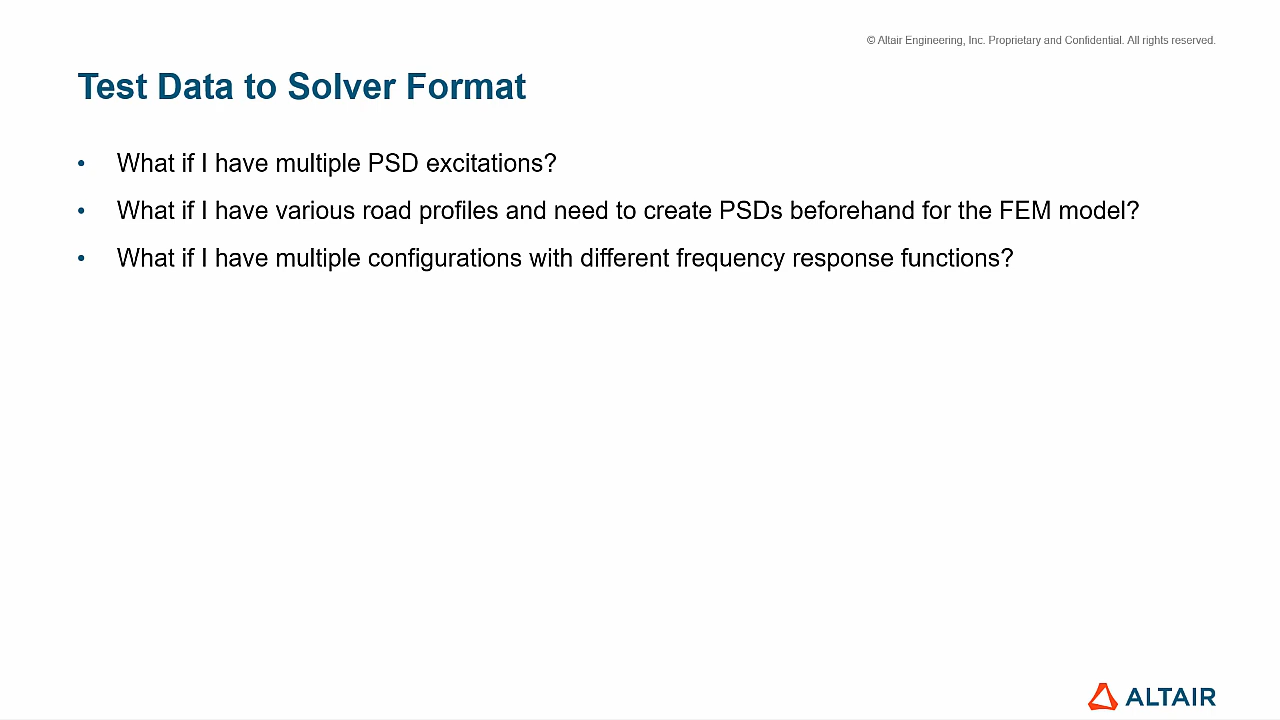 © Altair Engineering, Inc. Proprietary and Confidential. All rights reserved.
Test Data to Solver Format
• What if I have multiple PSD excitations?
• What if I have various road profiles and need to create PSDs beforehand for the FEM model?
• What if I have multiple configurations with different frequency response functions?
ALTAIR